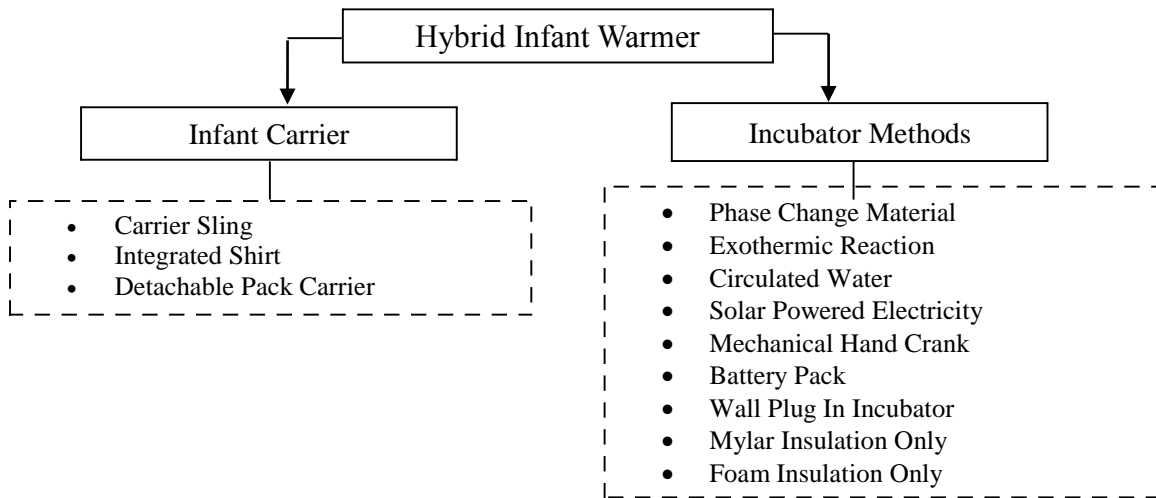 Hybrid Infant Warmer
Infant Carrier
Incubator Methods
• Carrier Sling
• Integrated Shirt
• Detachable Pack Carrier
• Phase Change Material
• Exothermic Reaction
• Circulated Water
• Solar Powered Electricity
• Mechanical Hand Crank
• Battery Pack
• Wall Plug In Incubator
• Mylar Insulation Only
• Foam Insulation Only